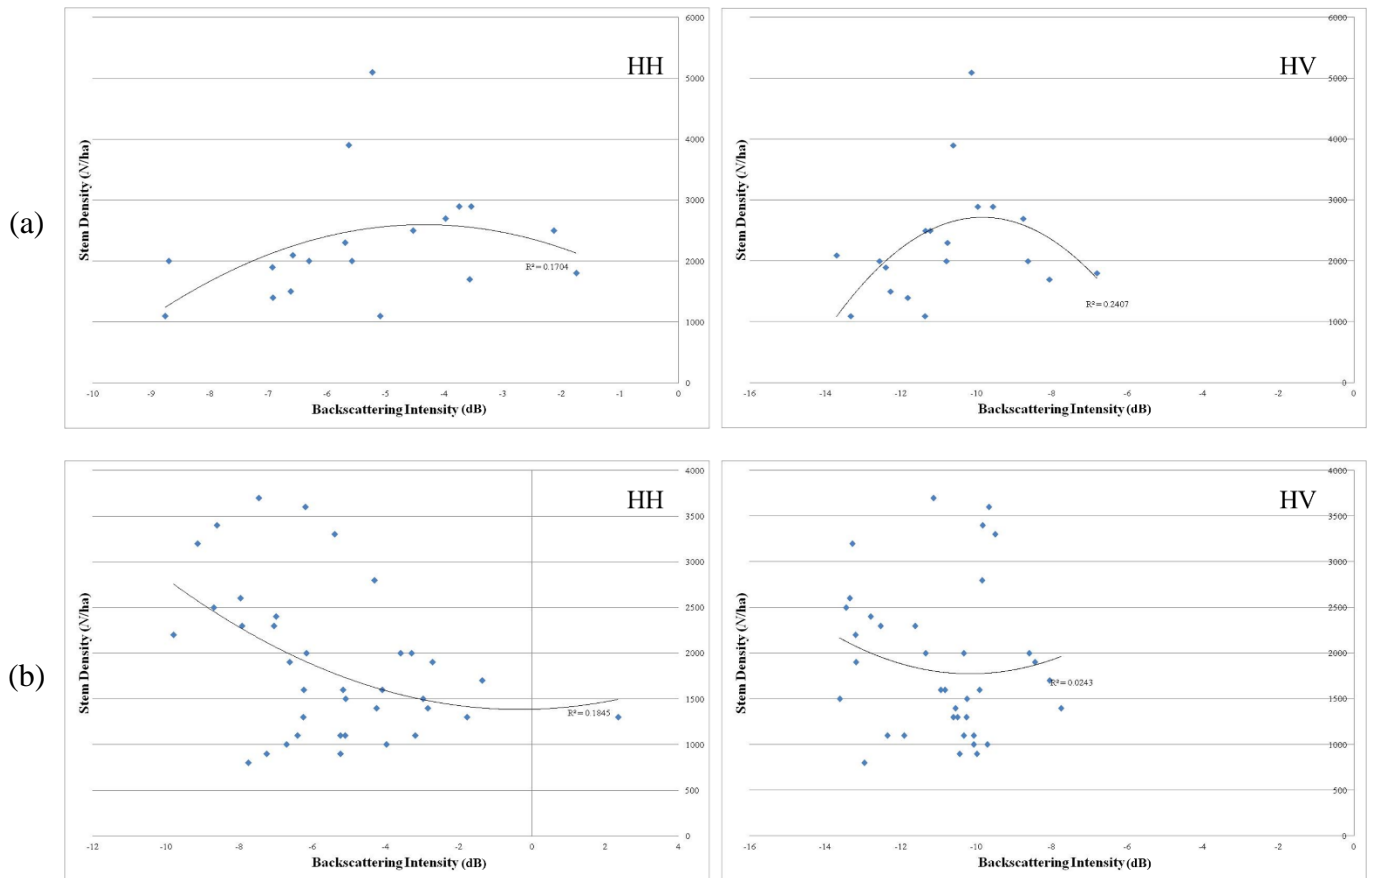 (a)
HH
Stem Density (N/ha)
6000
5000
4000
3000
2000
1000
0
R² = 0.1704
-10 -9 -8 -7 -6 -5 -4 -3 -2 -1 0
Backscattering Intensity (dB)
HV
Stem Density (N/ha)
6000
5000
4000
3000
2000
1000
0
R² = 0.2407
-16 -14 -12 -10 -8 -6 -4 -2 0
Backscattering Intensity (dB)
(b)
HH
Stem Density (N/ha)
4000
3500
3000
2500
2000
1500
1000
500
0
R² = 0.1845
-12 -10 -8 -6 -4 -2 0 2 4
Backscattering Intensity (dB)
HV
Stem Density (N/ha)
4000
3500
3000
2500
2000
1500
1000
500
0
R² = 0.0243
-16 -14 -12 -10 -8 -6 -4 -2 0
Backscattering Intensity (dB)